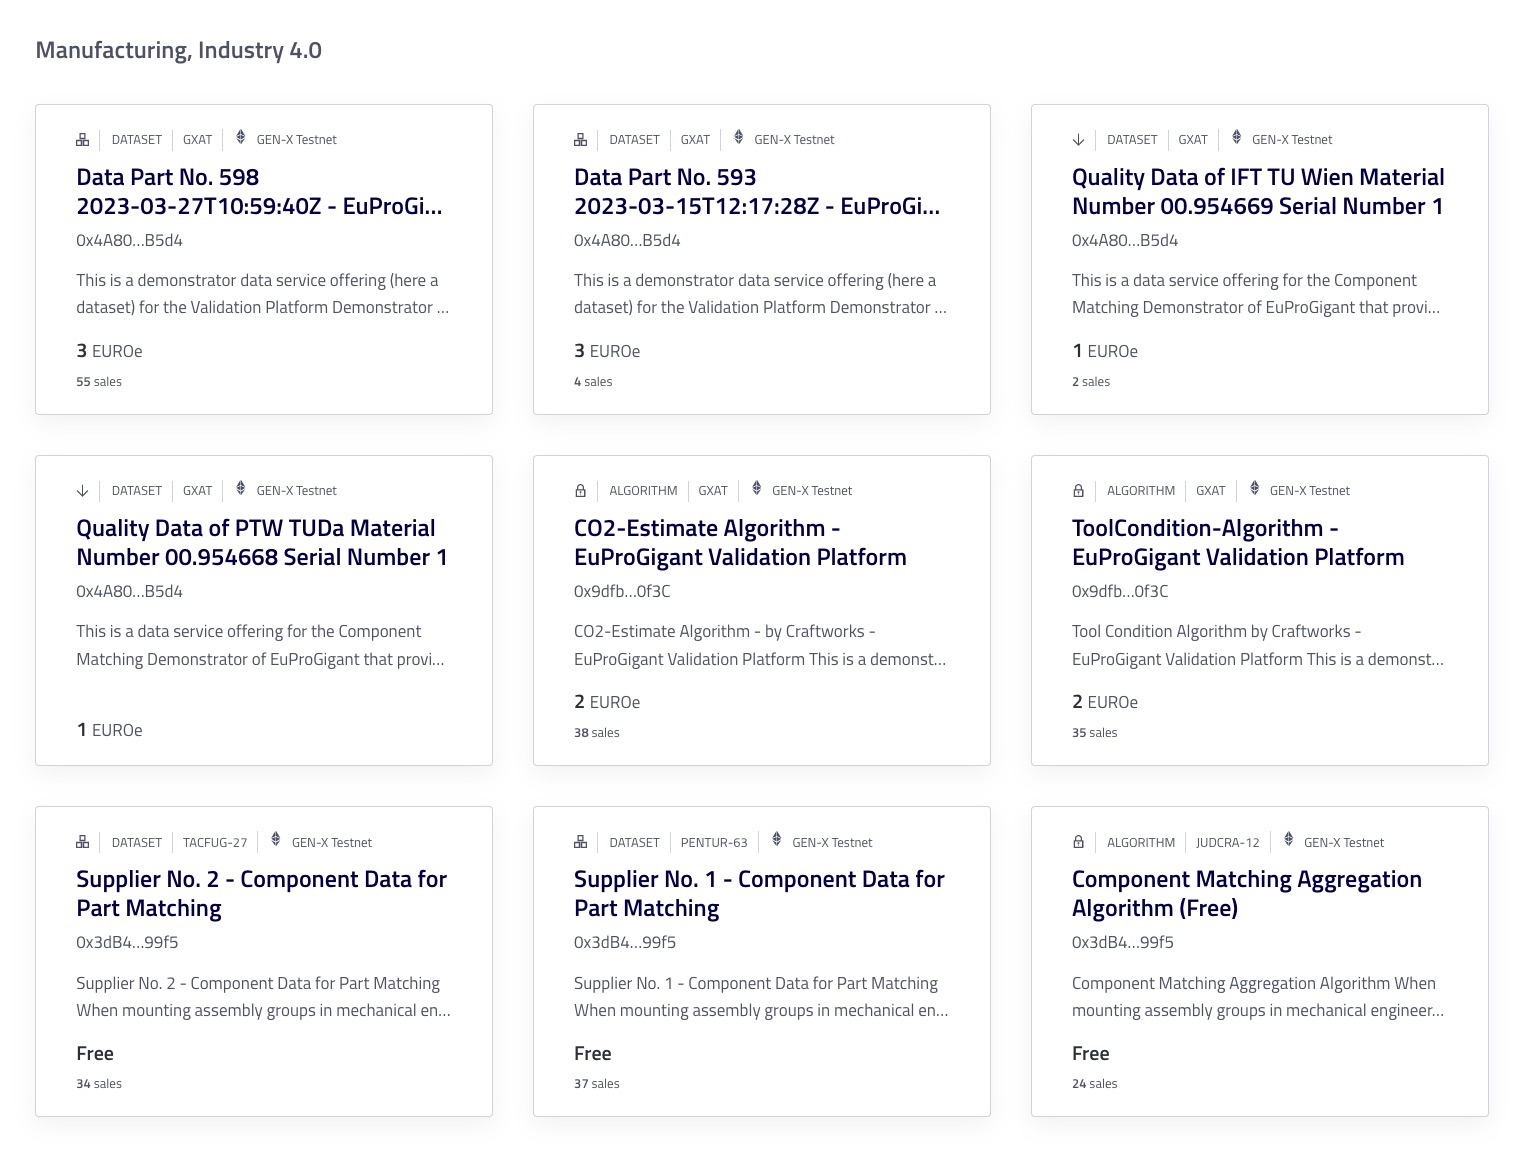 Manufacturing, Industry 4.0
DATASET GXAT GEN-X Testnet
Data Part No. 598
2023-03-27T10:59:40Z - EuProGi...
0x4A80...B5d4
This is a demonstrator data service offering (here a
dataset) for the Validation Platform Demonstrator ...
3 EUROe
55 sales
DATASET GXAT GEN-X Testnet
Data Part No. 593
2023-03-15T12:17:28Z - EuProGi...
0x4A80...B5d4
This is a demonstrator data service offering (here a
dataset) for the Validation Platform Demonstrator ...
3 EUROe
4 sales
DATASET GXAT GEN-X Testnet
Quality Data of IFT TU Wien Material
Number 00.954669 Serial Number 1
0x4A80...B5d4
This is a data service offering for the Component
Matching Demonstrator of EuProGigant that provi...
1 EUROe
2 sales
DATASET GXAT GEN-X Testnet
Quality Data of PTW TUDa Material
Number 00.954668 Serial Number 1
0x4A80...B5d4
This is a data service offering for the Component
Matching Demonstrator of EuProGigant that provi...
1 EUROe
ALGORITHM GXAT GEN-X Testnet
CO2-Estimate Algorithm -
EuProGigant Validation Platform
0x9dfb...0f3C
CO2-Estimate Algorithm - by Craftworks -
EuProGigant Validation Platform This is a demonst...
2 EUROe
38 sales
ALGORITHM GXAT GEN-X Testnet
ToolCondition-Algorithm -
EuProGigant Validation Platform
0x9dfb...0f3C
Tool Condition Algorithm by Craftworks -
EuProGigant Validation Platform This is a demonst...
2 EUROe
35 sales
DATASET TACFUG-27 GEN-X Testnet
Supplier No. 2 - Component Data for
Part Matching
0x3dB4...99f5
Supplier No. 2 - Component Data for Part Matching
When mounting assembly groups in mechanical en...
Free
34 sales
DATASET PENTUR-63 GEN-X Testnet
Supplier No. 1 - Component Data for
Part Matching
0x3dB4...99f5
Supplier No. 1 - Component Data for Part Matching
When mounting assembly groups in mechanical en...
Free
37 sales
ALGORITHM JUDCRA-12 GEN-X Testnet
Component Matching Aggregation
Algorithm (Free)
0x3dB4...99f5
Component Matching Aggregation Algorithm When
mounting assembly groups in mechanical engineer...
Free
24 sales